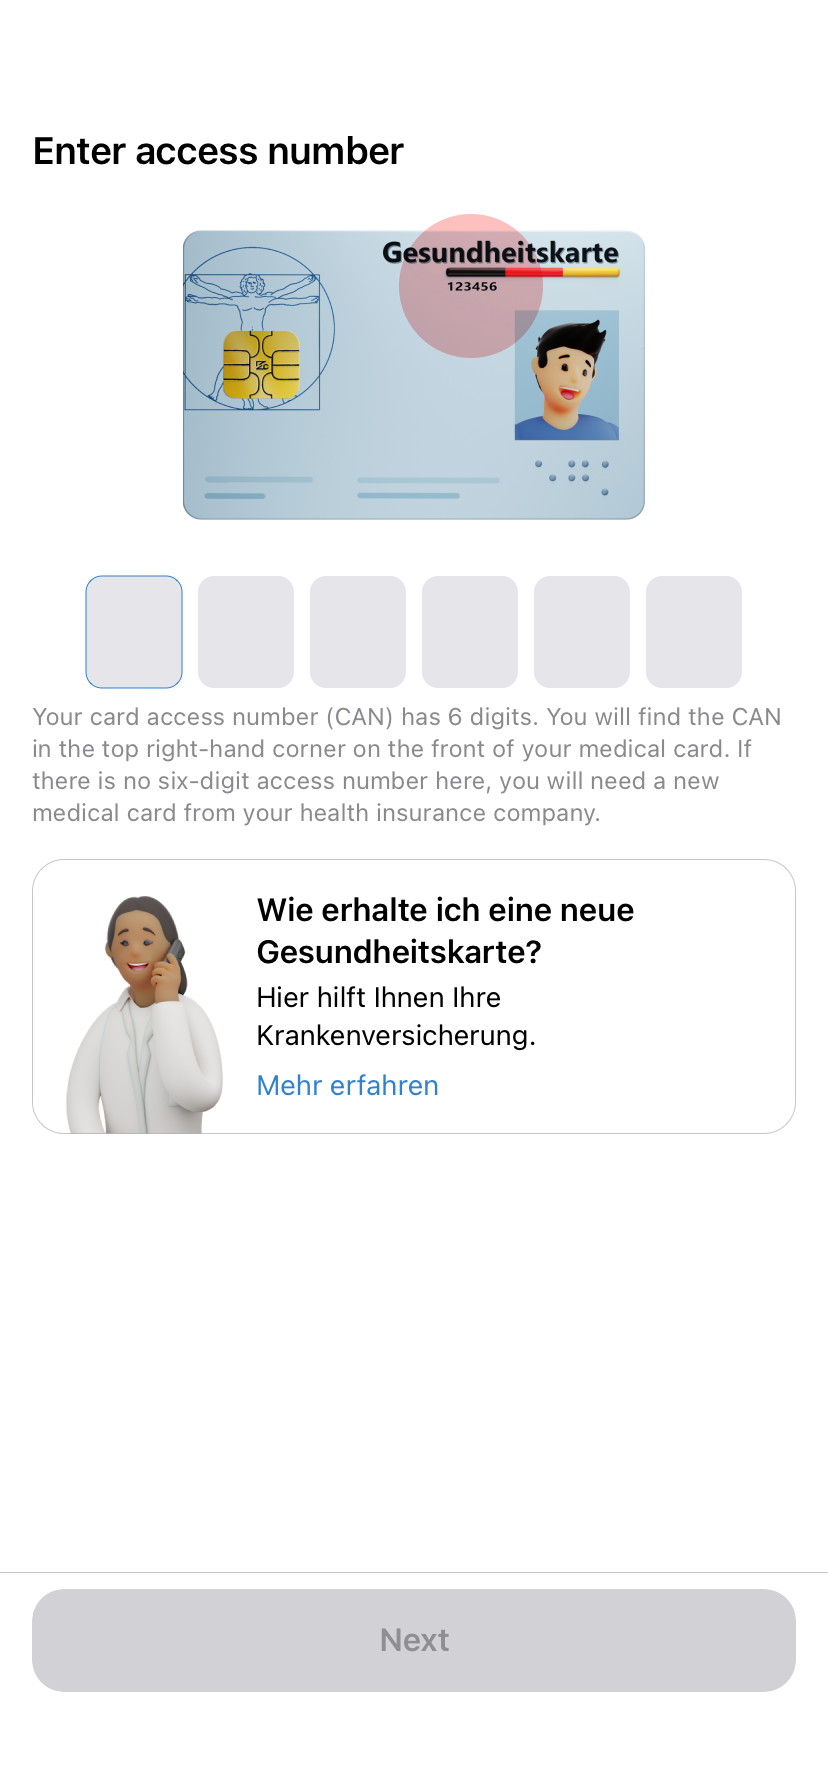 Enter access number
Gesundheitskarte
123456
Your card access number (CAN) has 6 digits. You will find the CAN
in the top right-hand corner on the front of your medical card. If
there is no six-digit access number here, you will need a new
medical card from your health insurance company.
Wie erhalte ich eine neue
Gesundheitskarte?
Hier hilft Ihnen Ihre
Krankenversicherung.
Mehr erfahren
Next